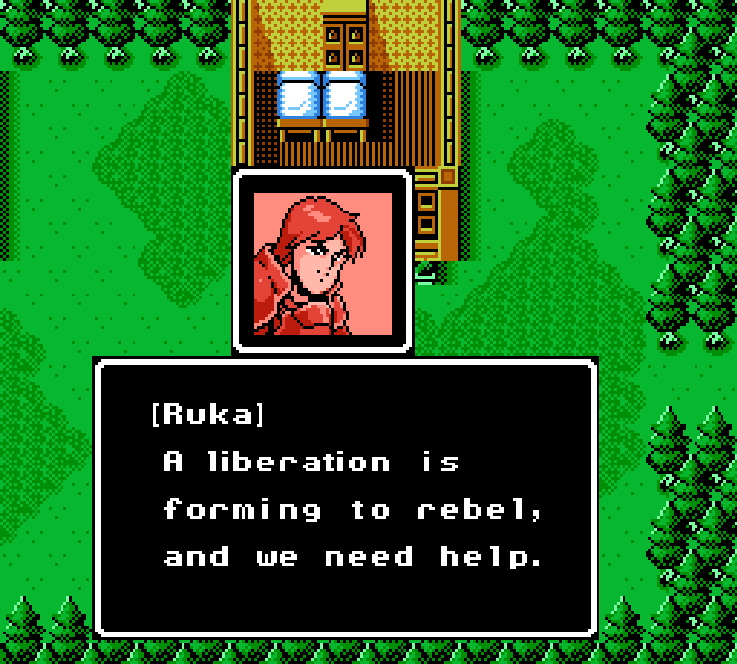 [Ruka]
A liberation is
forming to rebel,
and we need help.